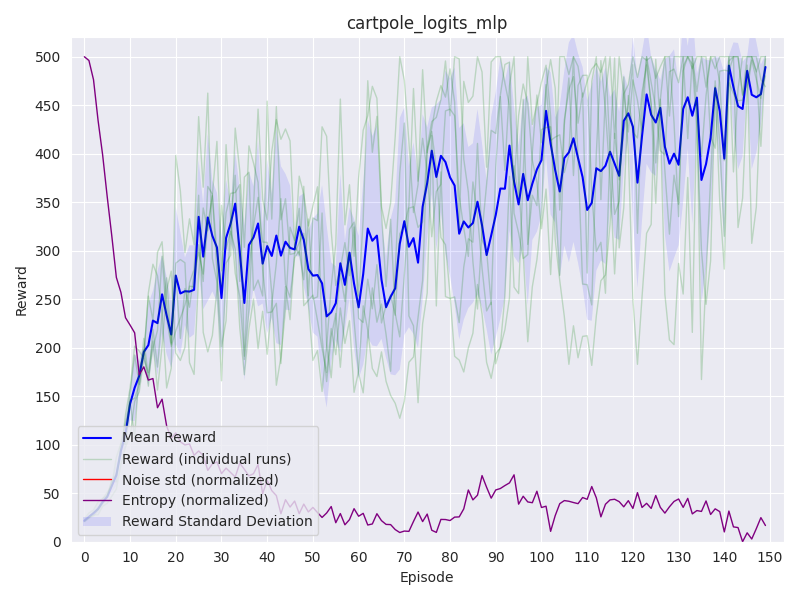 cartpole_logits_mlp
Reward
500
450
400
350
300
250
200
150
100
50
0
Mean Reward
Reward (individual runs)
Noise std (normalized)
Entropy (normalized)
Reward Standard Deviation
0 10 20 30 40 50 60 70 80 90 100 110 120 130 140 150
Episode